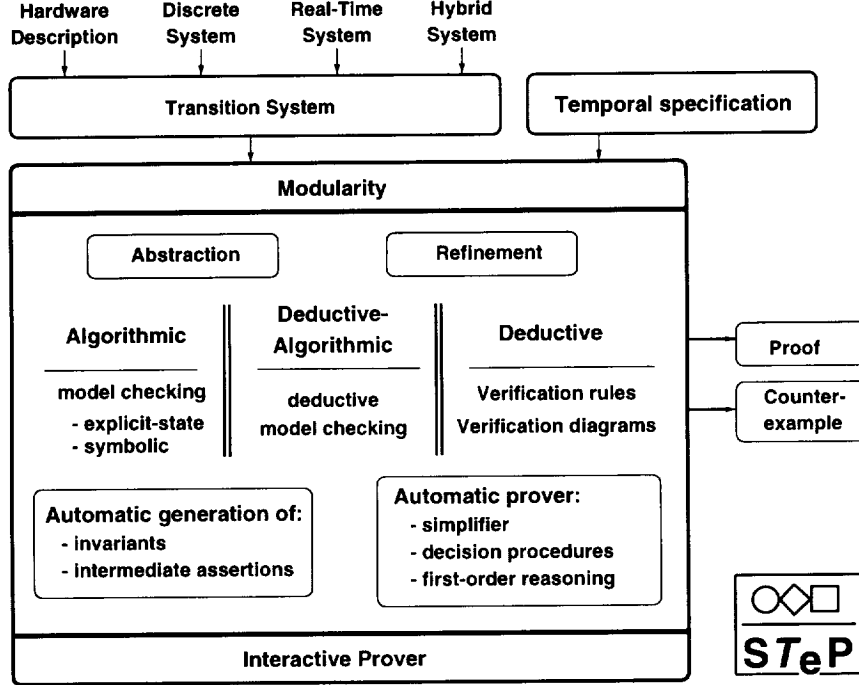 Hardware
Description
Discrete
System
Real-Time
System
Hybrid
System
Transition System
Temporal specification
Modularity
Abstraction
Refinement
Algorithmic
model checking
- explicit-state
- symbolic
Deductive-
Algorithmic
deductive
model checking
Deductive
Verification rules
Verification diagrams
Proof
Counter-
example
Automatic generation of:
- invariants
- intermediate assertions
Automatic prover:
- simplifier
- decision procedures
- first-order reasoning
Interactive Prover
STeP